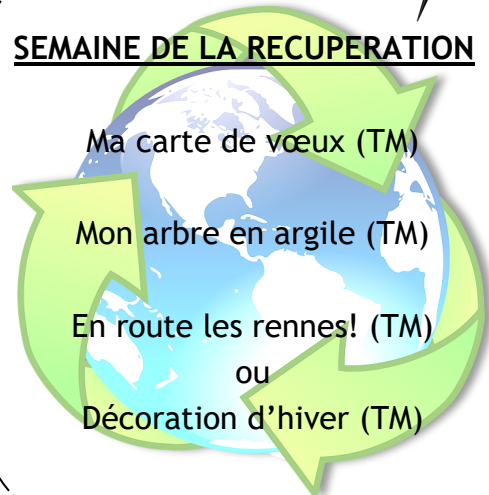 SEMAINE DE LA RECUPERATION
Ma carte de vœux (TM)
Mon arbre en argile (TM)
En route les rennes! (TM)
ou
Décoration d’hiver (TM)